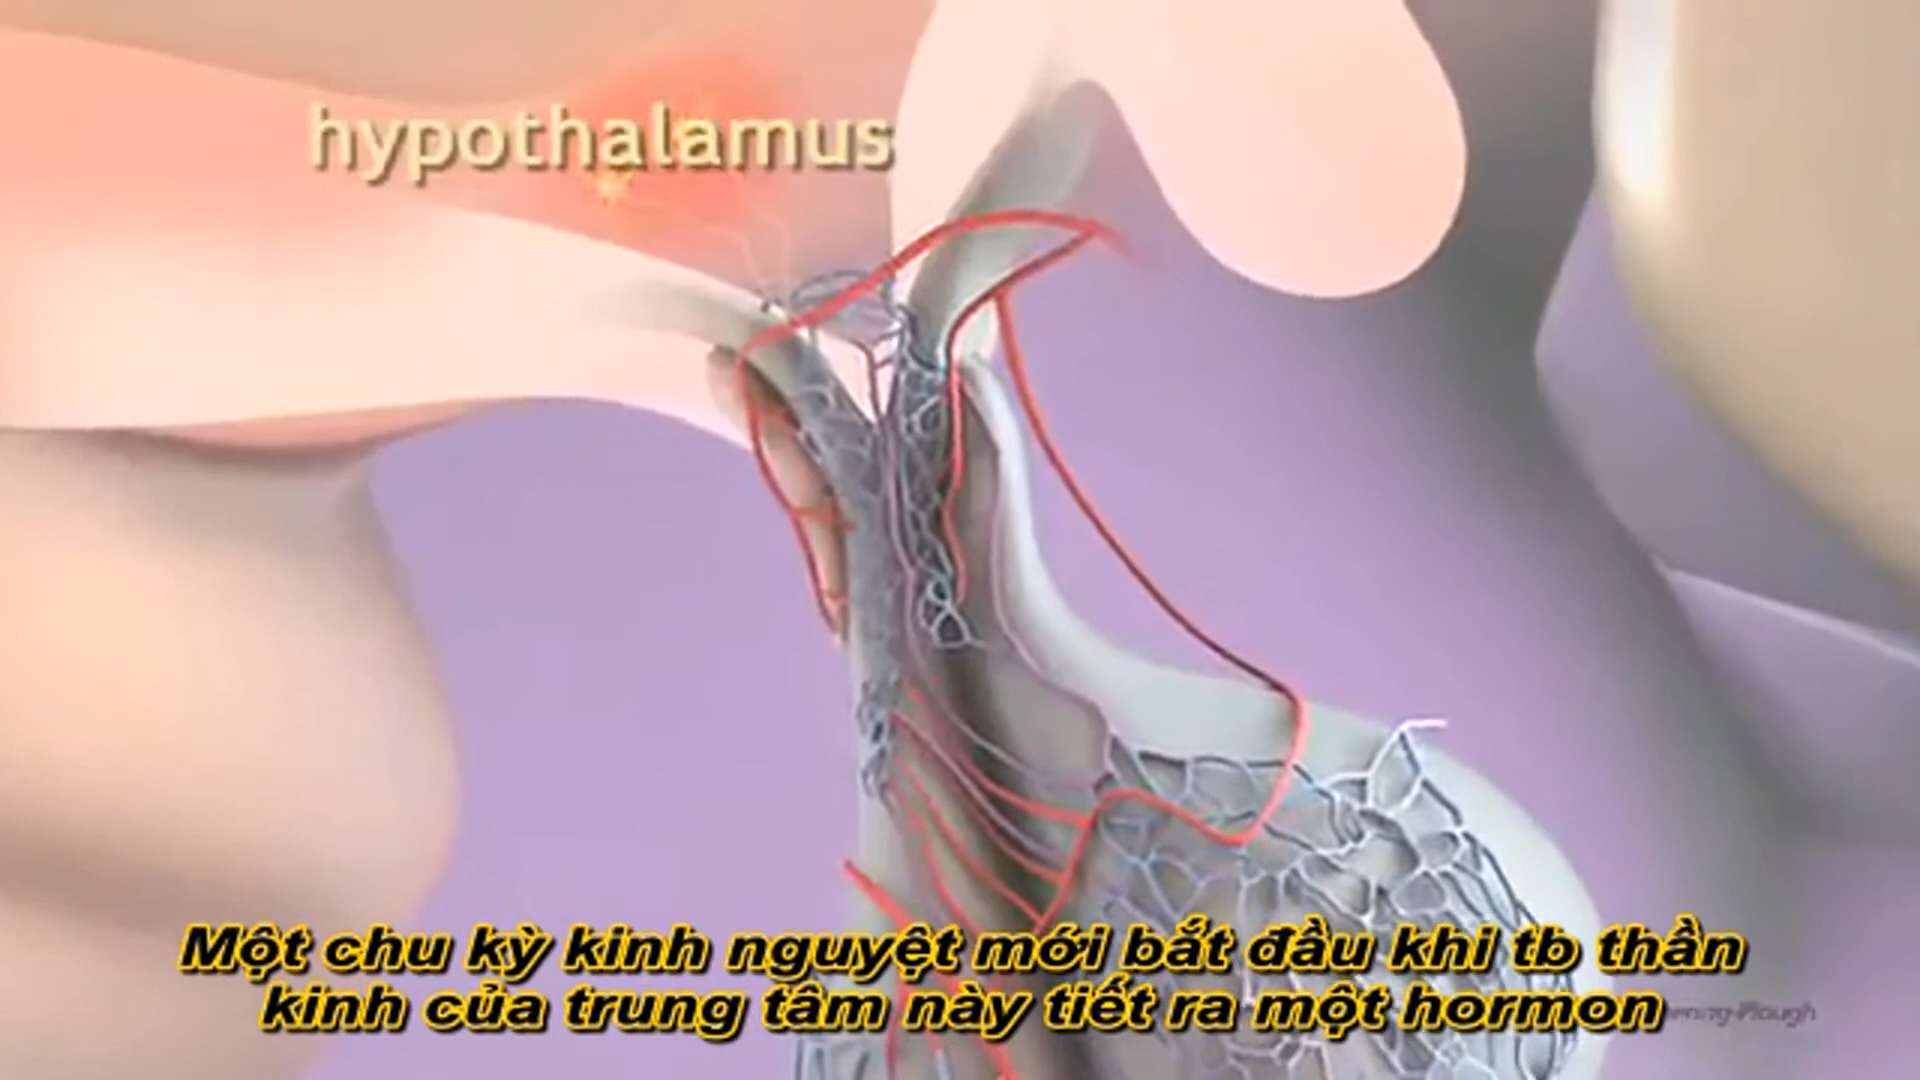 hypothalamus
Một chu kỳ kinh nguyệt mới bắt đầu khi tb thần
kinh của trung tâm này tiết ra một hormon